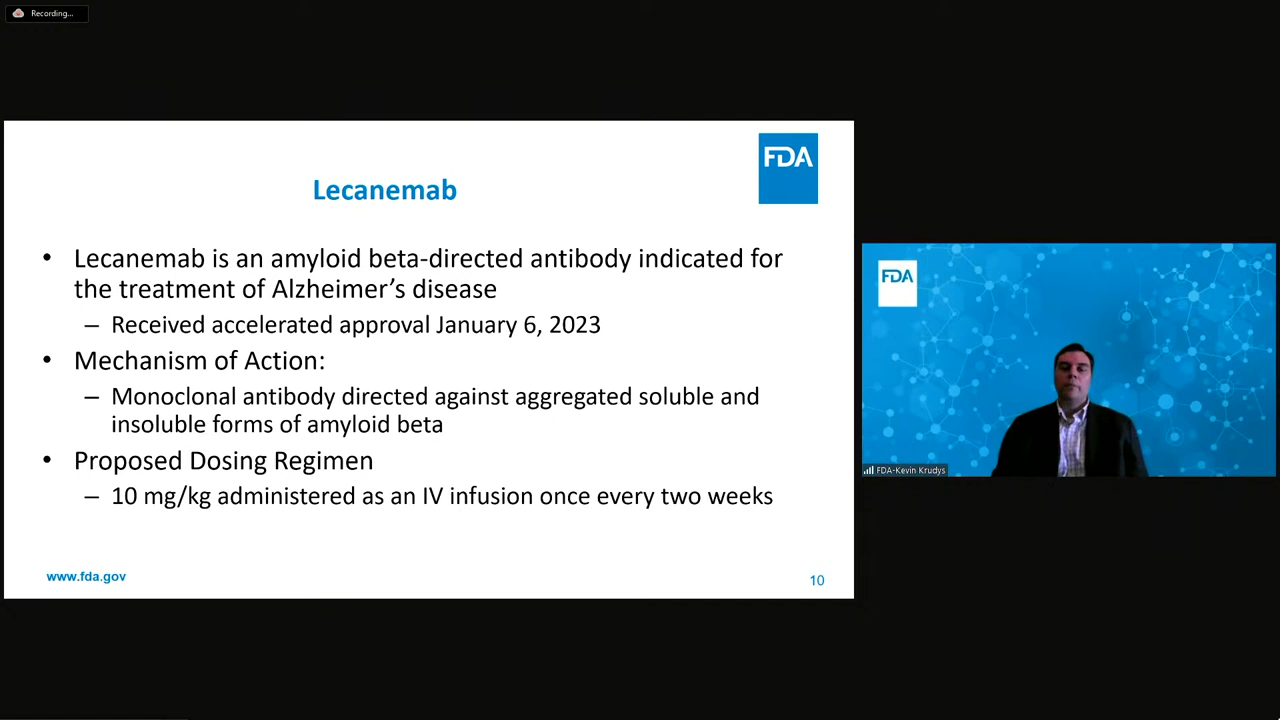 Recording...
FDA
Lecanemab
• Lecanemab is an amyloid beta-directed antibody indicated for
the treatment of Alzheimer’s disease
– Received accelerated approval January 6, 2023
• Mechanism of Action:
– Monoclonal antibody directed against aggregated soluble and
insoluble forms of amyloid beta
• Proposed Dosing Regimen
– 10 mg/kg administered as an IV infusion once every two weeks
www.fda.gov
10
FDA
FDA-Kevin Krudys